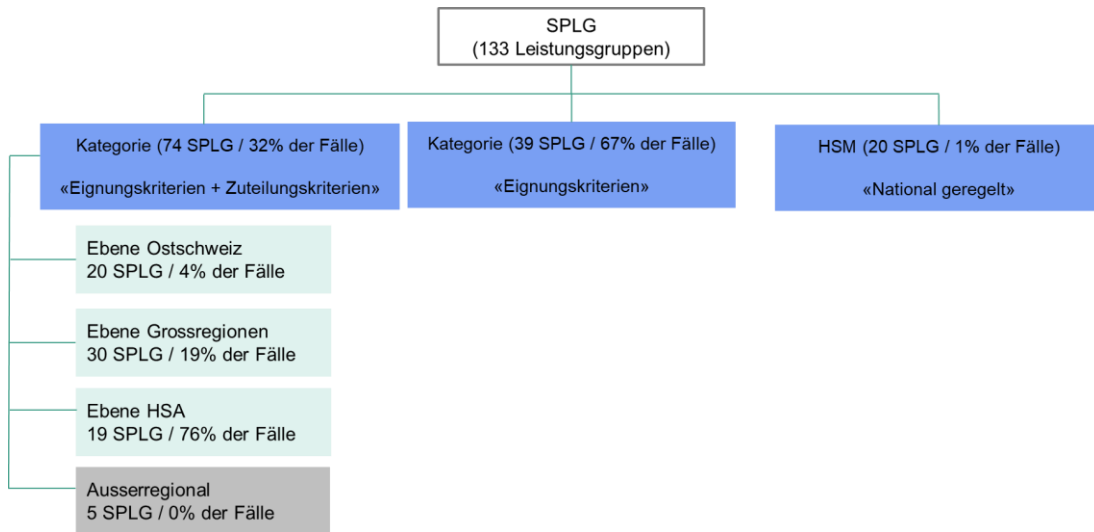 SPLG
(133 Leistungsgruppen)
Kategorie (74 SPLG / 32% der Fälle)
«Eignungskriterien + Zuteilungskriterien»
Kategorie (39 SPLG / 67% der Fälle)
«Eignungskriterien»
HSM (20 SPLG / 1% der Fälle)
«National geregelt»
Ebene Ostschweiz
20 SPLG / 4% der Fälle
Ebene Grossregionen
30 SPLG / 19% der Fälle
Ebene HSA
19 SPLG / 76% der Fälle
Ausserregional
5 SPLG / 0% der Fälle